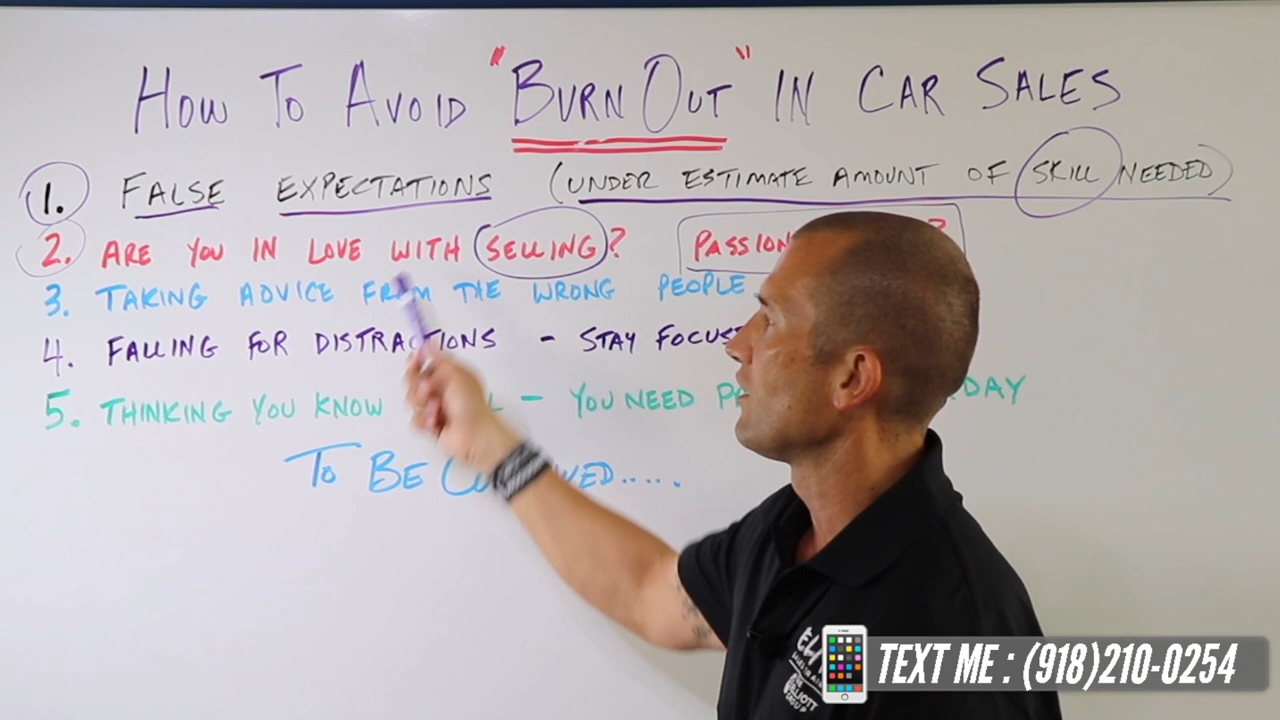 How To Avoid "Burn Out" IN CAR SALES
1. FALSE EXPECTATIONS (UNDER ESTIMATE AMOUNT OF SKILL NEEDED)
2. ARE YOU IN LOVE WITH SELLING? PASSION ?
3. TAKING ADVICE FROM THE WRONG PEOPLE
4. FALLING FOR DISTRACTIONS - STAY
5. THINKING YOU KNOW - YOU NEED
To BE
ELLIOTT
GROUP
TEXT ME : (918)210-0254